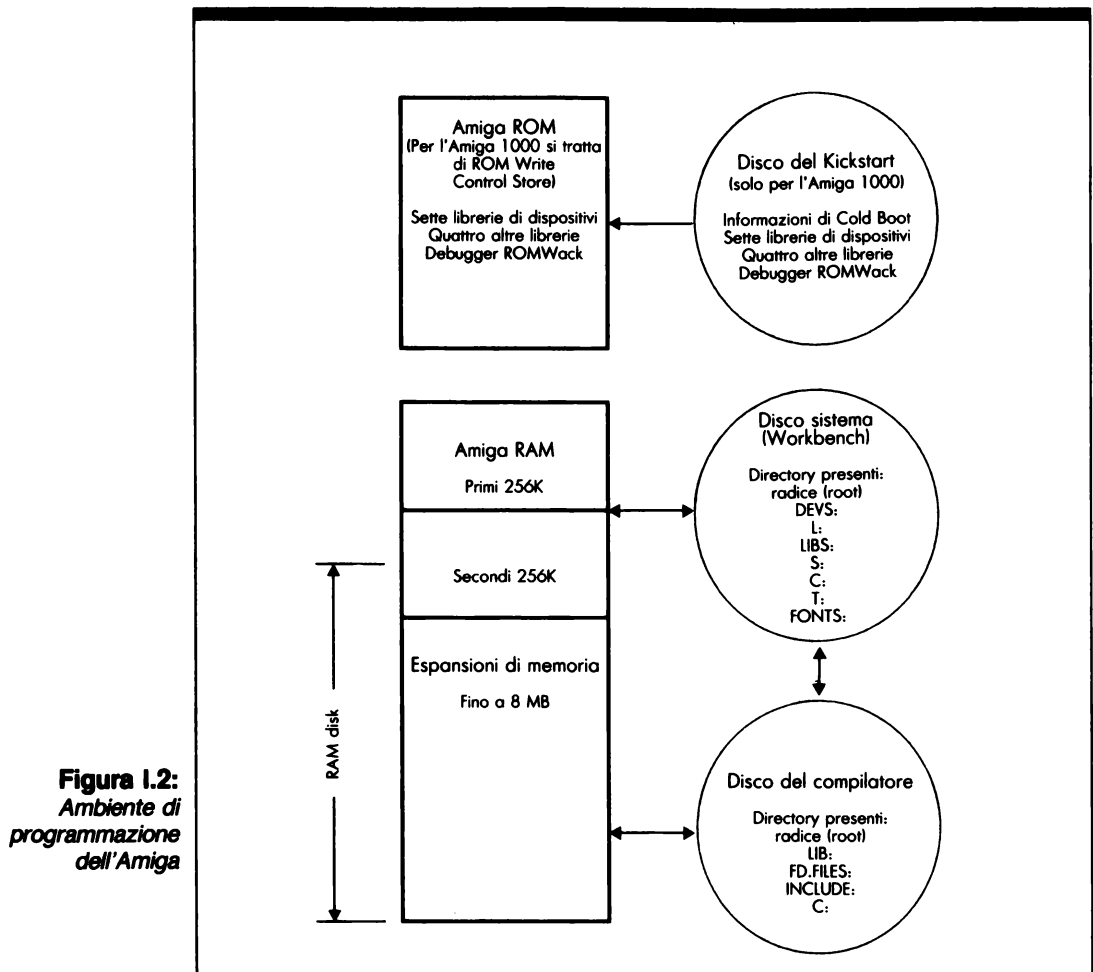 Amiga ROM
(Per l'Amiga 1000 si tratta
di ROM Write
Control Store)
Sette librerie di dispositivi
Quattro altre librerie
Debugger ROMWack
Disco del Kickstart
(solo per l'Amiga 1000)
Informazioni di Cold Boot
Sette librerie di dispositivi
Quattro altre librerie
Debugger ROMWack
Amiga RAM
Primi 256K
Secondi 256K
Espansioni di memoria
Fino a 8 MB
RAM disk
Disco sistema
(Workbench)
Directory presenti:
radice (root)
DEVS:
L:
LIBS:
S:
C:
T:
FONTS:
Disco del compilatore
Directory presenti:
radice (root)
LIB:
FD.FILES:
INCLUDE:
C:
Figura I.2:
Ambiente di
programmazione
dell'Amiga